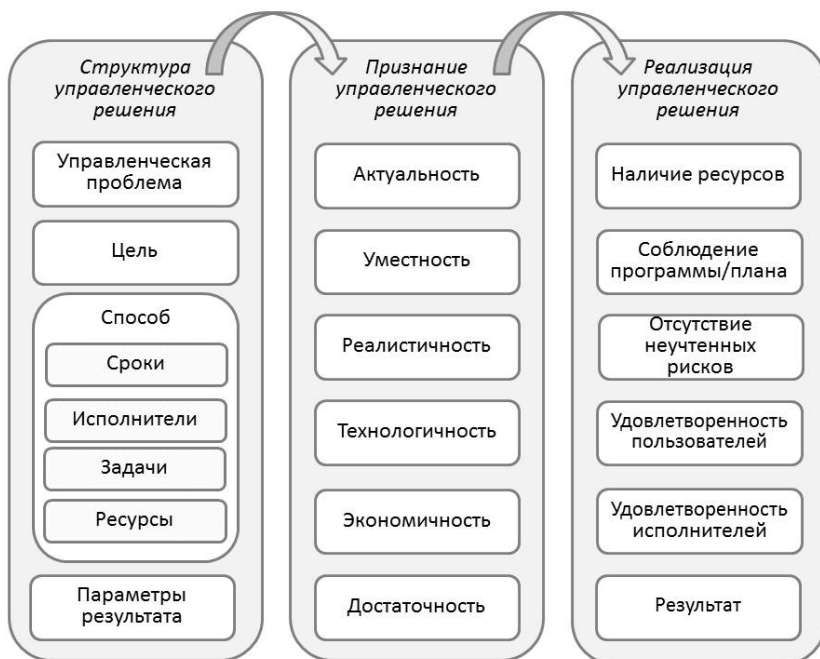 Структура
управленческого
решения
Управленческая
проблема
Цель
Способ
Сроки
Исполнители
Задачи
Ресурсы
Параметры
результата
Признание
управленческого
решения
Актуальность
Уместность
Реалистичность
Технологичность
Экономичность
Достаточность
Реализация
управленческого
решения
Наличие ресурсов
Соблюдение
программы/плана
Отсутствие
неучтенных
рисков
Удовлетворенность
пользователей
Удовлетворенность
исполнителей
Результат